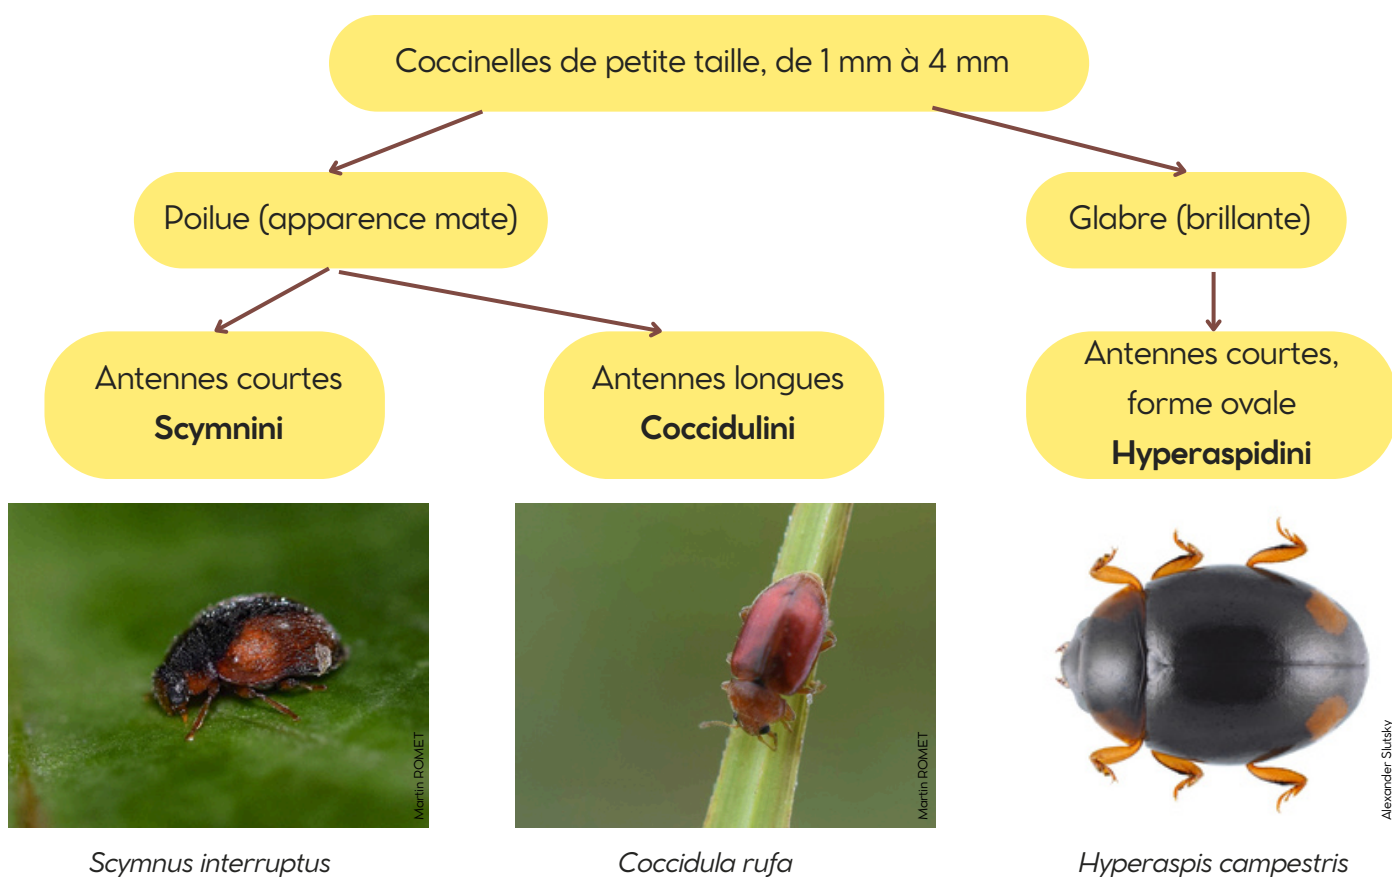 Coccinelles de petite taille, de 1 mm à 4 mm
Poilue (apparence mate)
Glabre (brillante)
Antennes courtes
Scymnini
Antennes longues
Coccidulini
Antennes courtes,
forme ovale
Hyperaspidini
Martin ROMET
Martin ROMET
Alexander Slutsky
Scymnus interruptus
Coccidula rufa
Hyperaspis campestris